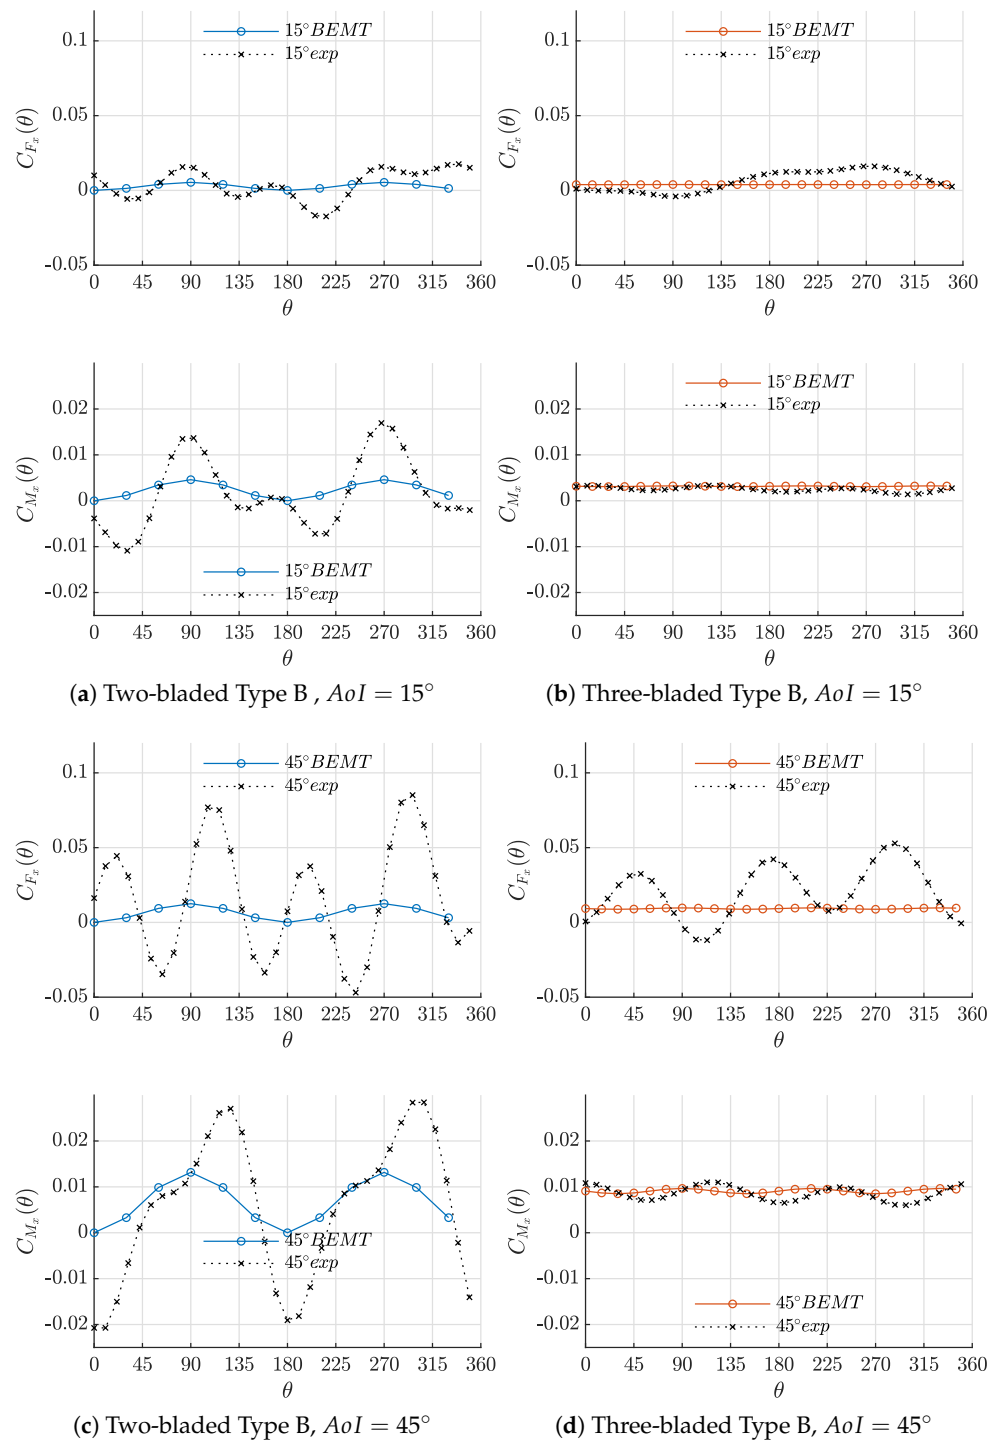 15°BEMT
15°exp
0.1
0.05
0
-0.05
C_{F_x}(θ)
0 45 90 135 180 225 270 315 360
θ
15°BEMT
15°exp
0.1
0.05
0
-0.05
C_{F_x}(θ)
0 45 90 135 180 225 270 315 360
θ
0.02
0.01
0
-0.01
-0.02
C_{M_x}(θ)
15°BEMT
15°exp
0 45 90 135 180 225 270 315 360
θ
15°BEMT
15°exp
0.02
0.01
0
-0.01
-0.02
C_{M_x}(θ)
0 45 90 135 180 225 270 315 360
θ
(a) Two-bladed Type B , AoI = 15°
(b) Three-bladed Type B, AoI = 15°
45°BEMT
45°exp
0.1
0.05
0
-0.05
C_{F_x}(θ)
0 45 90 135 180 225 270 315 360
θ
45°BEMT
45°exp
0.1
0.05
0
-0.05
C_{F_x}(θ)
0 45 90 135 180 225 270 315 360
θ
0.02
0.01
0
-0.01
-0.02
C_{M_x}(θ)
45°BEMT
45°exp
0 45 90 135 180 225 270 315 360
θ
0.02
0.01
0
-0.01
-0.02
C_{M_x}(θ)
45°BEMT
45°exp
0 45 90 135 180 225 270 315 360
θ
(c) Two-bladed Type B, AoI = 45°
(d) Three-bladed Type B, AoI = 45°